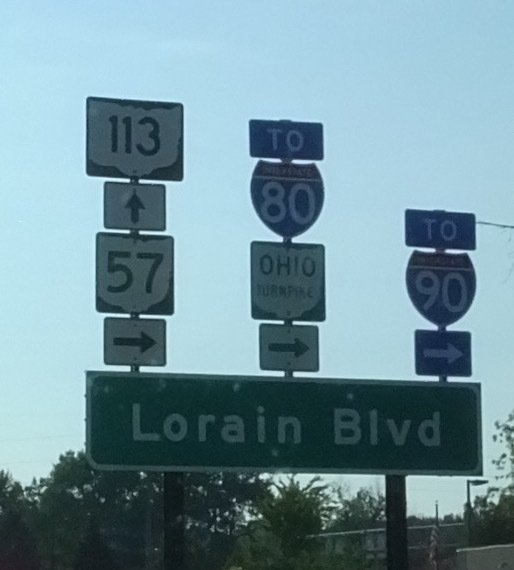 113
57
TO
INTERSTATE
80
OHIO
TURNPIKE
TO
INTERSTATE
90
Lorain Blvd